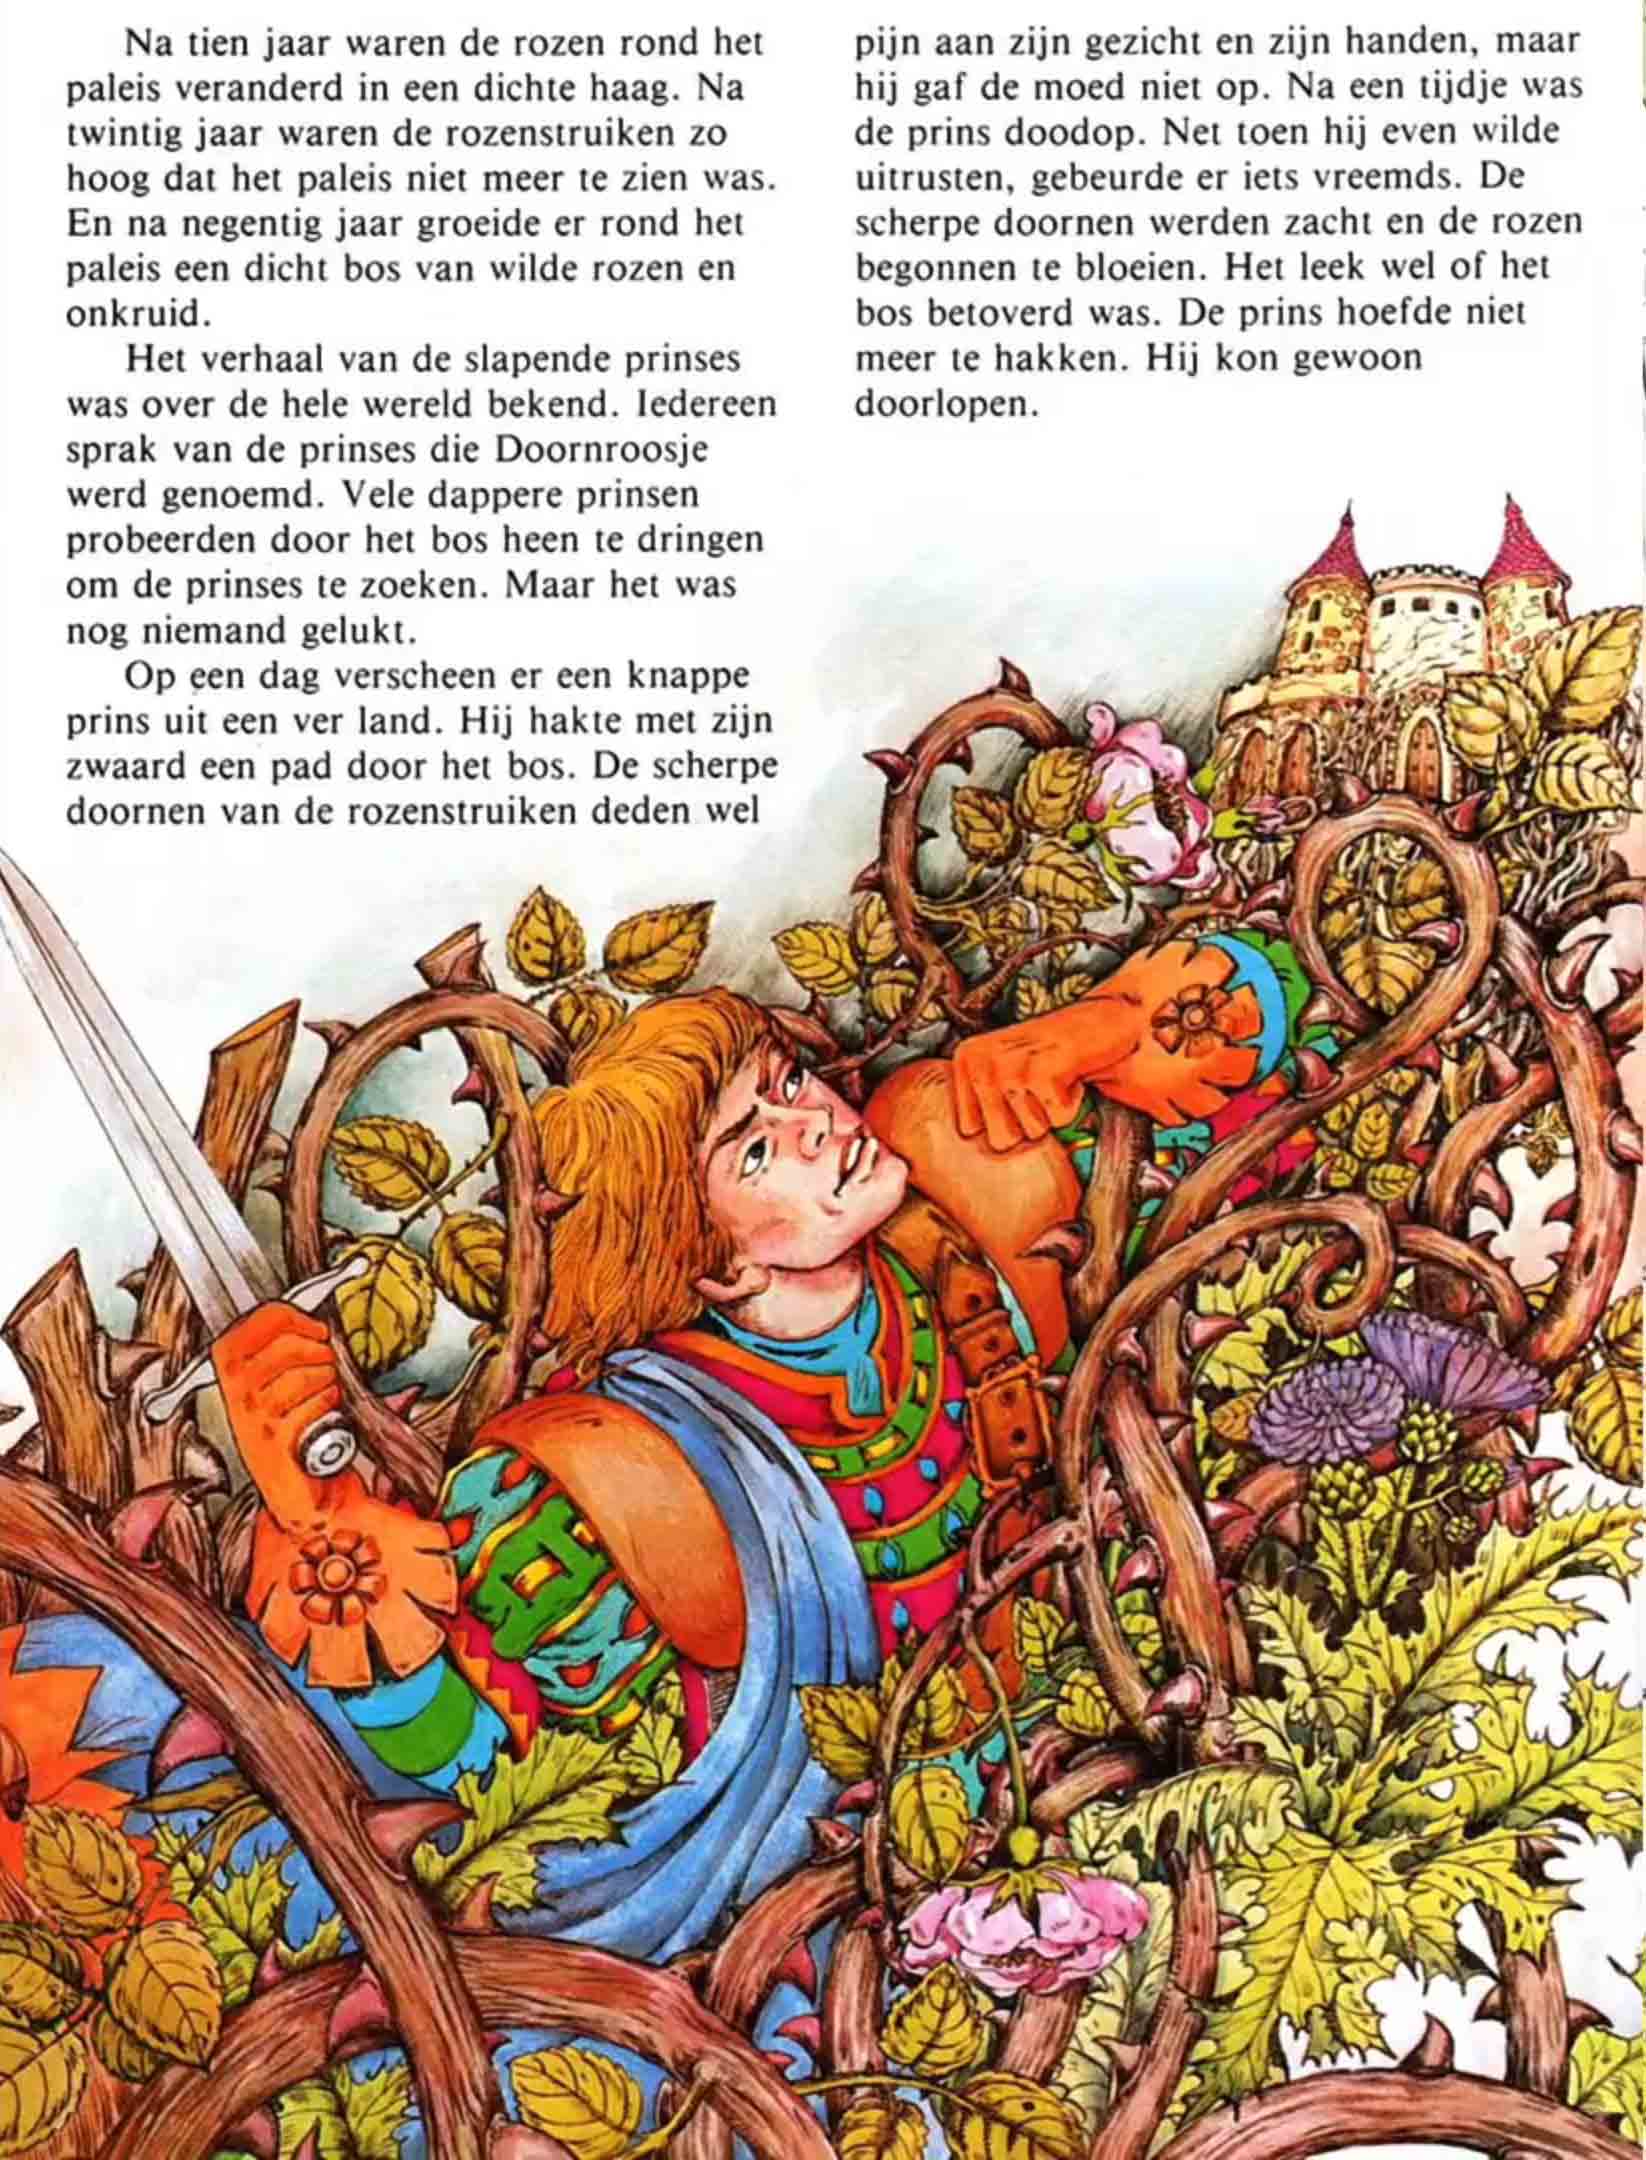 Na tien jaar waren de rozen rond het
paleis veranderd in een dichte haag. Na
twintig jaar waren de rozenstruiken zo
hoog dat het paleis niet meer te zien was.
En na negentig jaar groeide er rond het
paleis een dicht bos van wilde rozen en
onkruid.
Het verhaal van de slapende prinses
was over de hele wereld bekend. Iedereen
sprak van de prinses die Doornroosje
werd genoemd. Vele dappere prinsen
probeerden door het bos heen te dringen
om de prinses te zoeken. Maar het was
nog niemand gelukt.
Op een dag verscheen er een knappe
prins uit een ver land. Hij hakte met zijn
zwaard een pad door het bos. De scherpe
doornen van de rozenstruiken deden wel
pijn aan zijn gezicht en zijn handen, maar
hij gaf de moed niet op. Na een tijdje was
de prins doodop. Net toen hij even wilde
uitrusten, gebeurde er iets vreemds. De
scherpe doornen werden zacht en de rozen
begonnen te bloeien. Het leek wel of het
bos betoverd was. De prins hoefde niet
meer te hakken. Hij kon gewoon
doorlopen.